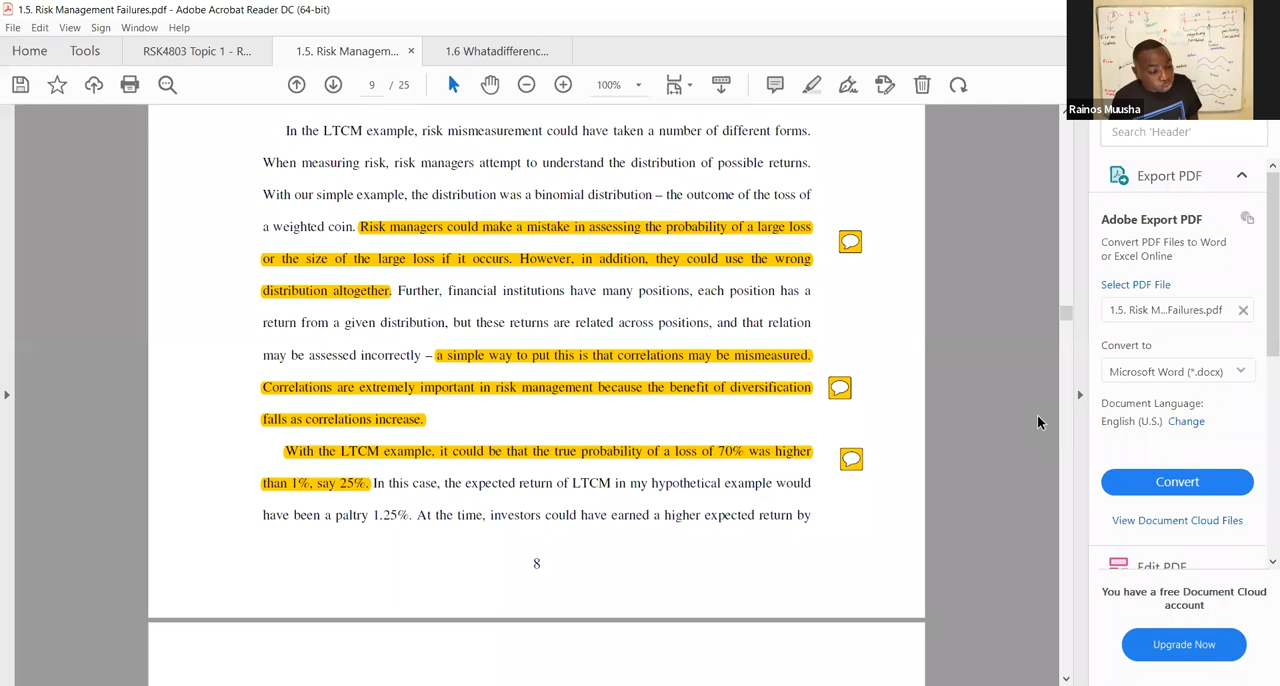 1.5. Risk Management Failures.pdf - Adobe Acrobat Reader DC (64-bit)
File Edit View Sign Window Help
Home Tools RSK4803 Topic 1 - R... 1.5. Risk Managem... × 1.6 Whatadifferenc...
9 / 25 100%
Rainos Muusha
In the LTCM example, risk mismeasurement could have taken a number of different forms.
When measuring risk, risk managers attempt to understand the distribution of possible returns.
With our simple example, the distribution was a binomial distribution – the outcome of the toss of
a weighted coin. Risk managers could make a mistake in assessing the probability of a large loss
or the size of the large loss if it occurs. However, in addition, they could use the wrong
distribution altogether. Further, financial institutions have many positions, each position has a
return from a given distribution, but these returns are related across positions, and that relation
may be assessed incorrectly – a simple way to put this is that correlations may be mismeasured.
Correlations are extremely important in risk management because the benefit of diversification
falls as correlations increase.
With the LTCM example, it could be that the true probability of a loss of 70% was higher
than 1%, say 25%. In this case, the expected return of LTCM in my hypothetical example would
have been a paltry 1.25%. At the time, investors could have earned a higher expected return by
8
Search 'Header'
Export PDF
Adobe Export PDF
Convert PDF Files to Word
or Excel Online
Select PDF File
1.5. Risk M...Failures.pdf
Convert to
Microsoft Word (*.docx)
Document Language:
English (U.S.) Change
Convert
View Document Cloud Files
Edit PDF
You have a free Document Cloud
account
Upgrade Now